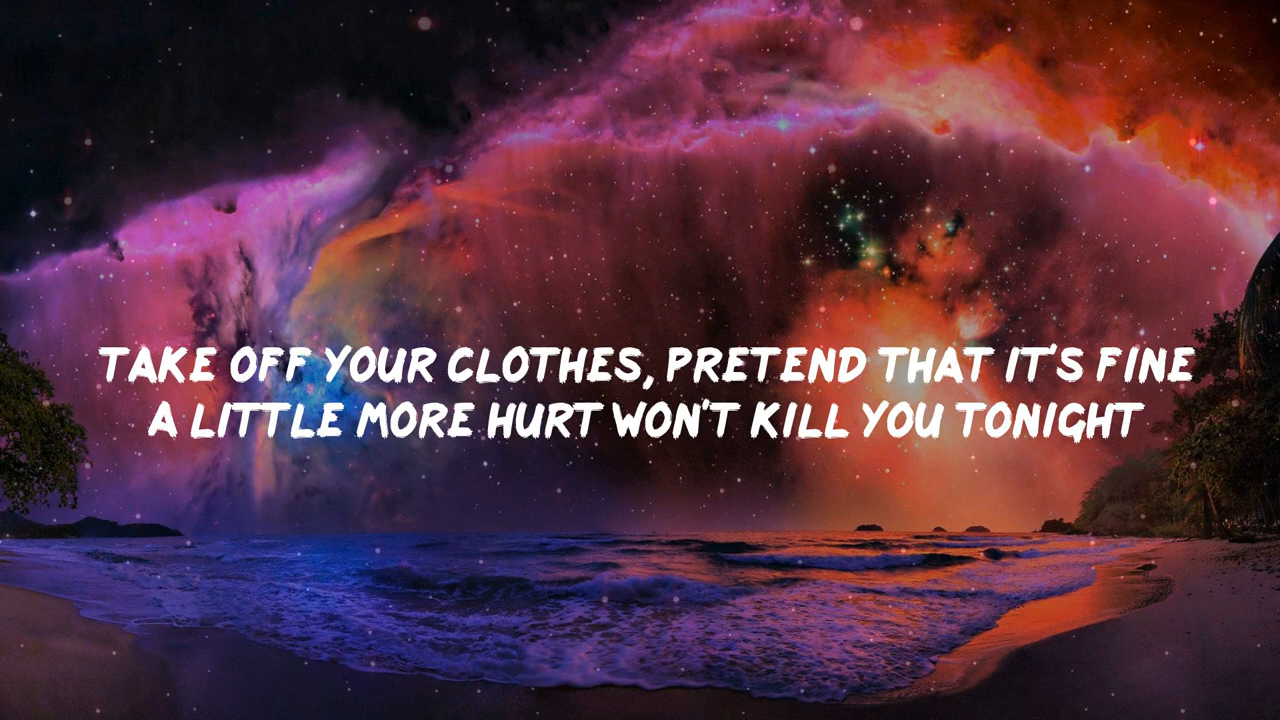 TAKE OFF YOUR CLOTHES, PRETEND THAT IT'S FINE
A LITTLE MORE HURT WON'T KILL YOU TONIGHT